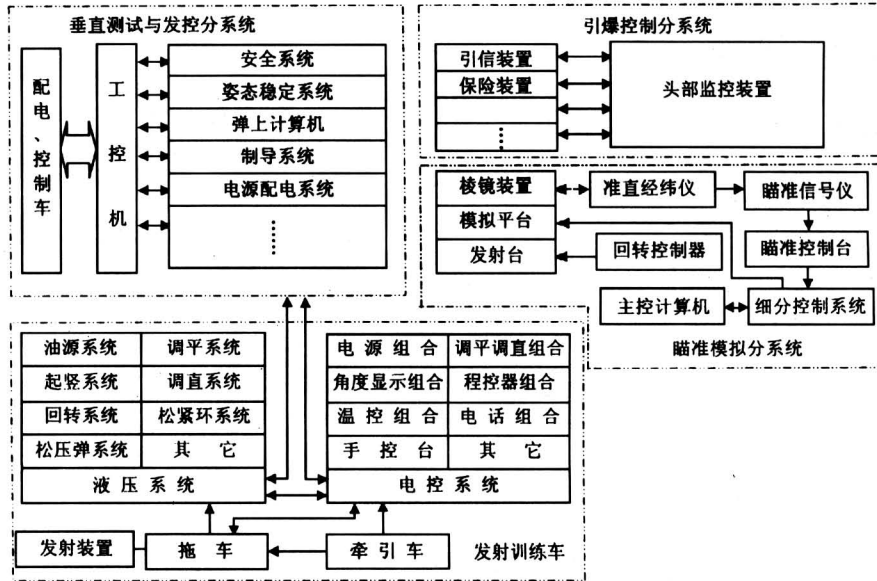 垂直测试与发控分系统
配电、控制车
工控机
安全系统
姿态稳定系统
弹上计算机
制导系统
电源配电系统
引爆控制分系统
引信装置
保险装置
头部监控装置
棱镜装置
准直经纬仪
瞄准信号仪
模拟平台
瞄准控制台
发射台
回转控制器
主控计算机
细分控制系统
瞄准模拟分系统
油源系统 调平系统
起竖系统 调直系统
回转系统 松紧环系统
松压弹系统 其 它
液压系统
电源组合 调平调直组合
角度显示组合 程控器组合
温控组合 电话组合
手控台 其 它
电控系统
发射装置
拖 车
牵引车
发射训练车